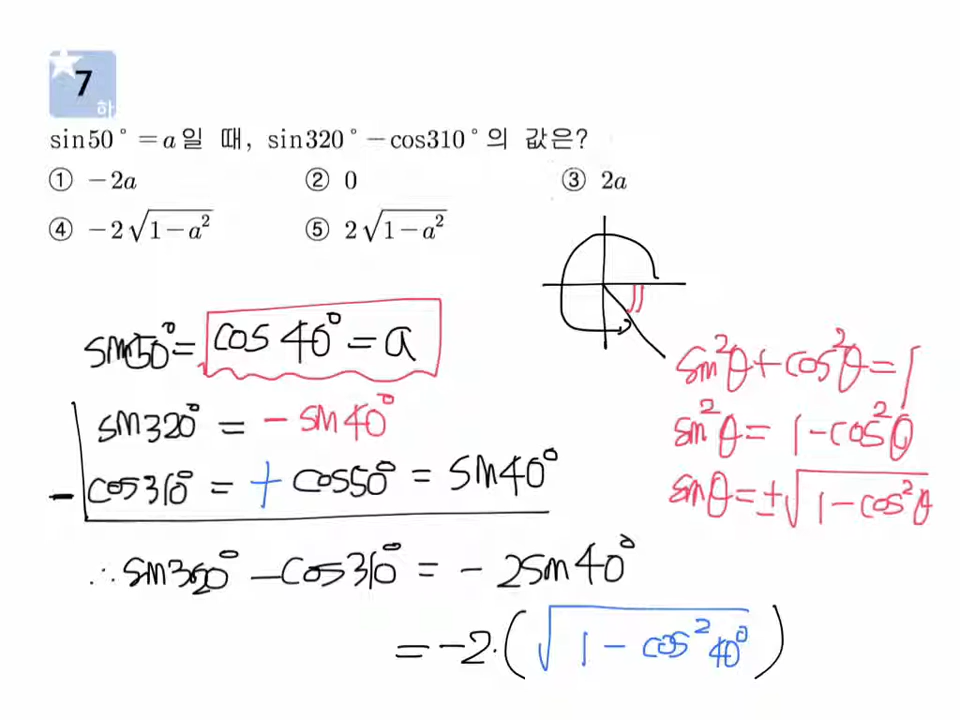 7
하
sin50°=a일 때, sin320°-cos310°의 값은?
① -2a ② 0 ③ 2a
④ -2√(1-a²) ⑤ 2√(1-a²)
sin50°= cos40°=a
sin320° = -sin40°
- cos310° = +cos50° = sin40°
∴ sin320° - cos310° = -2sin40°
= -2·(√(1-cos²40°))
sin²θ+cos²θ=1
sin²θ= 1-cos²θ
sinθ=±√(1-cos²θ)